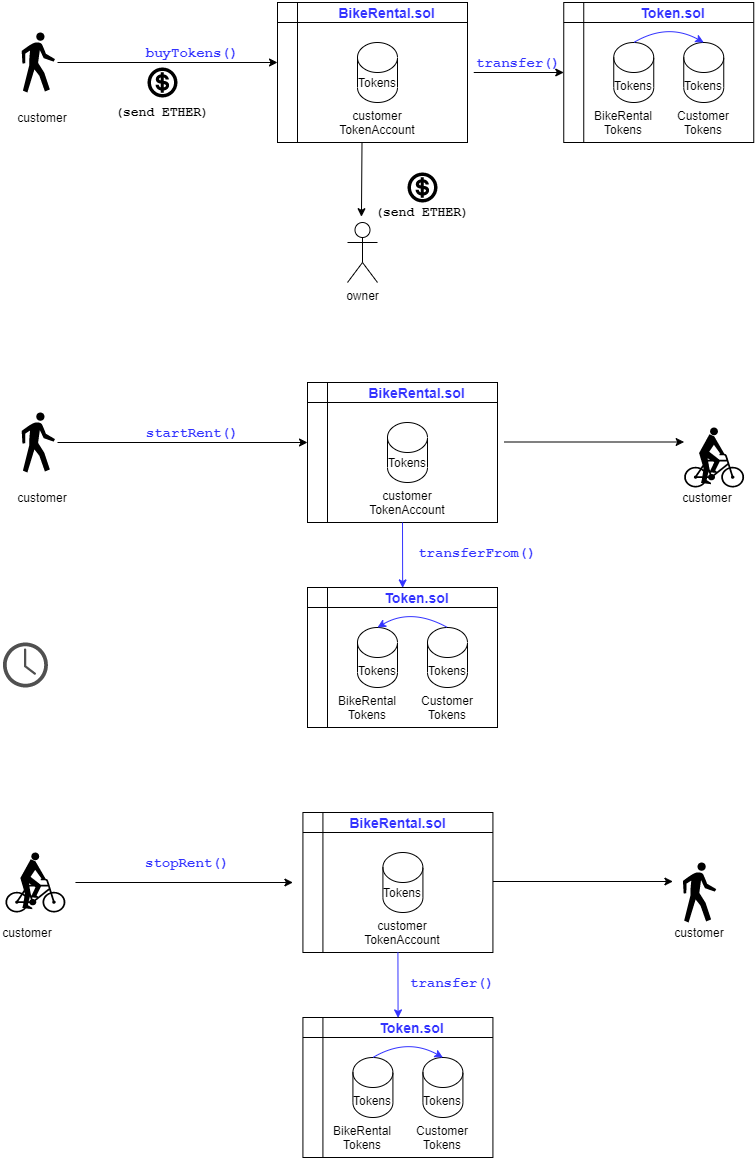 BikeRental.sol
Token.sol
buyTokens()
transfer()
Tokens
Tokens
Tokens
$
(send ETHER)
customer
customer
TokenAccount
BikeRental
Tokens
Customer
Tokens
$
(send ETHER)
owner
BikeRental.sol
startRent()
Tokens
customer
customer
TokenAccount
customer
transferFrom()
Token.sol
Tokens
Tokens
BikeRental
Tokens
Customer
Tokens
BikeRental.sol
stopRent()
Tokens
customer
customer
TokenAccount
customer
transfer()
Token.sol
Tokens
Tokens
BikeRental
Tokens
Customer
Tokens